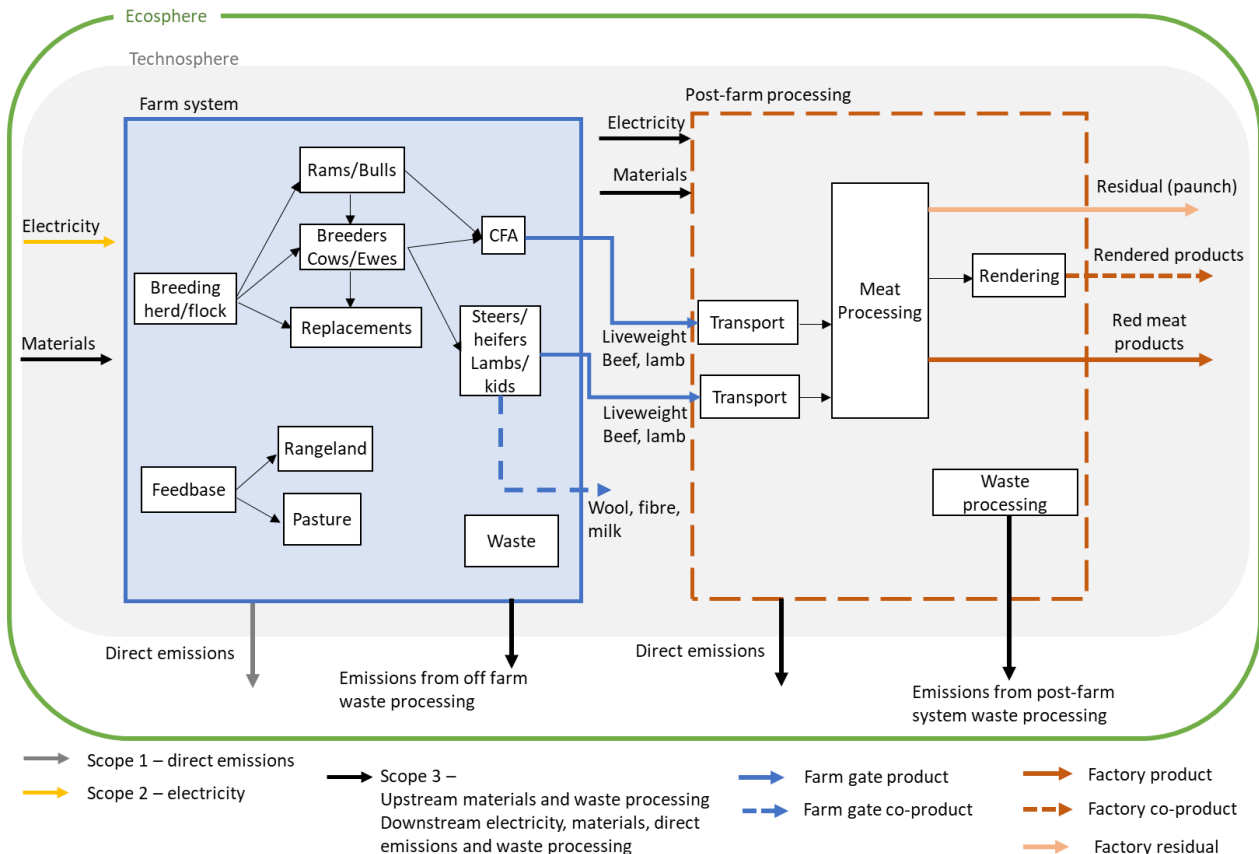 Ecosphere
Technosphere
Farm system
Post-farm processing
Electricity
Materials
Electricity
Materials
Rams/Bulls
Breeders
Cows/Ewes
Replacements
Breeding
herd/flock
CFA
Steers/
heifers
Lambs/
kids
Feedbase
Rangeland
Pasture
Waste
Wool, fibre,
milk
Liveweight
Beef, lamb
Liveweight
Beef, lamb
Transport
Transport
Meat
Processing
Rendering
Waste
processing
Residual (paunch)
Rendered products
Red meat
products
Direct emissions
Emissions from off farm
waste processing
Direct emissions
Emissions from post-farm
system waste processing
Scope 1 – direct emissions
Scope 2 – electricity
Scope 3 –
Upstream materials and waste processing
Downstream electricity, materials, direct
emissions and waste processing
Farm gate product
Farm gate co-product
Factory product
Factory co-product
Factory residual